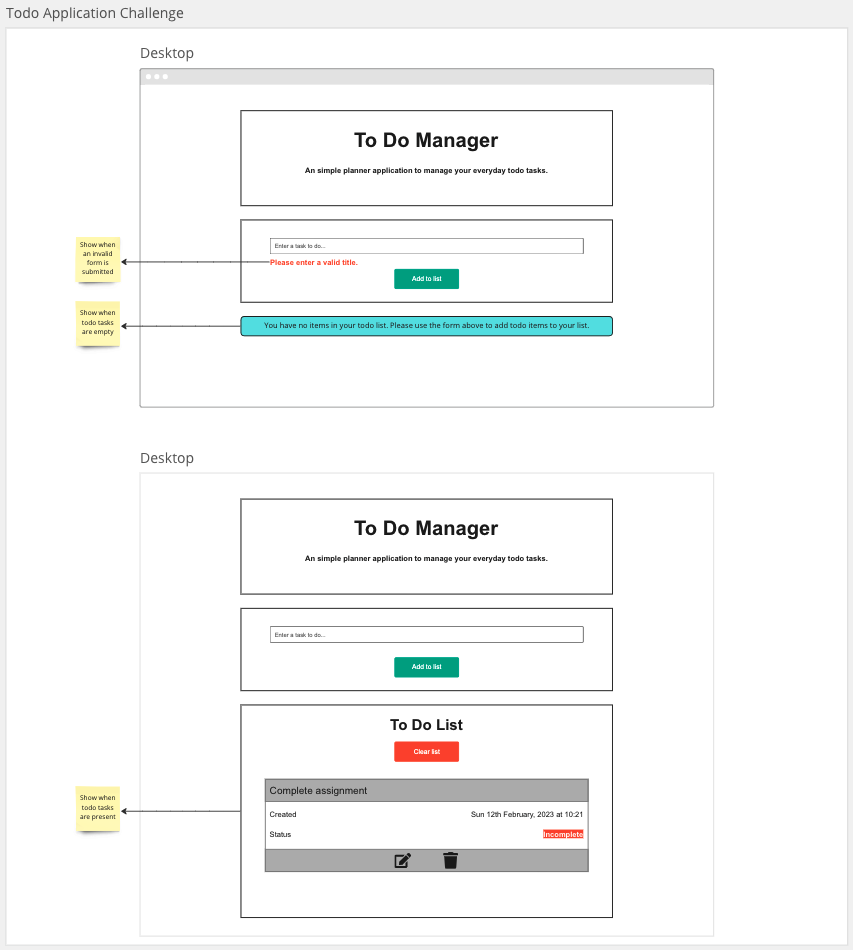 Todo Application Challenge
Desktop
To Do Manager
An simple planner application to manage your everyday todo tasks.
Show when
an invalid
form is
submitted
Enter a task to do...
Please enter a valid title.
Add to list
Show when
todo tasks
are empty
You have no items in your todo list. Please use the form above to add todo items to your list.
Desktop
To Do Manager
An simple planner application to manage your everyday todo tasks.
Enter a task to do...
Add to list
To Do List
Clear list
Show when
todo tasks
are present
Complete assignment
Created Sun 12th February, 2023 at 10:21
Status Incomplete